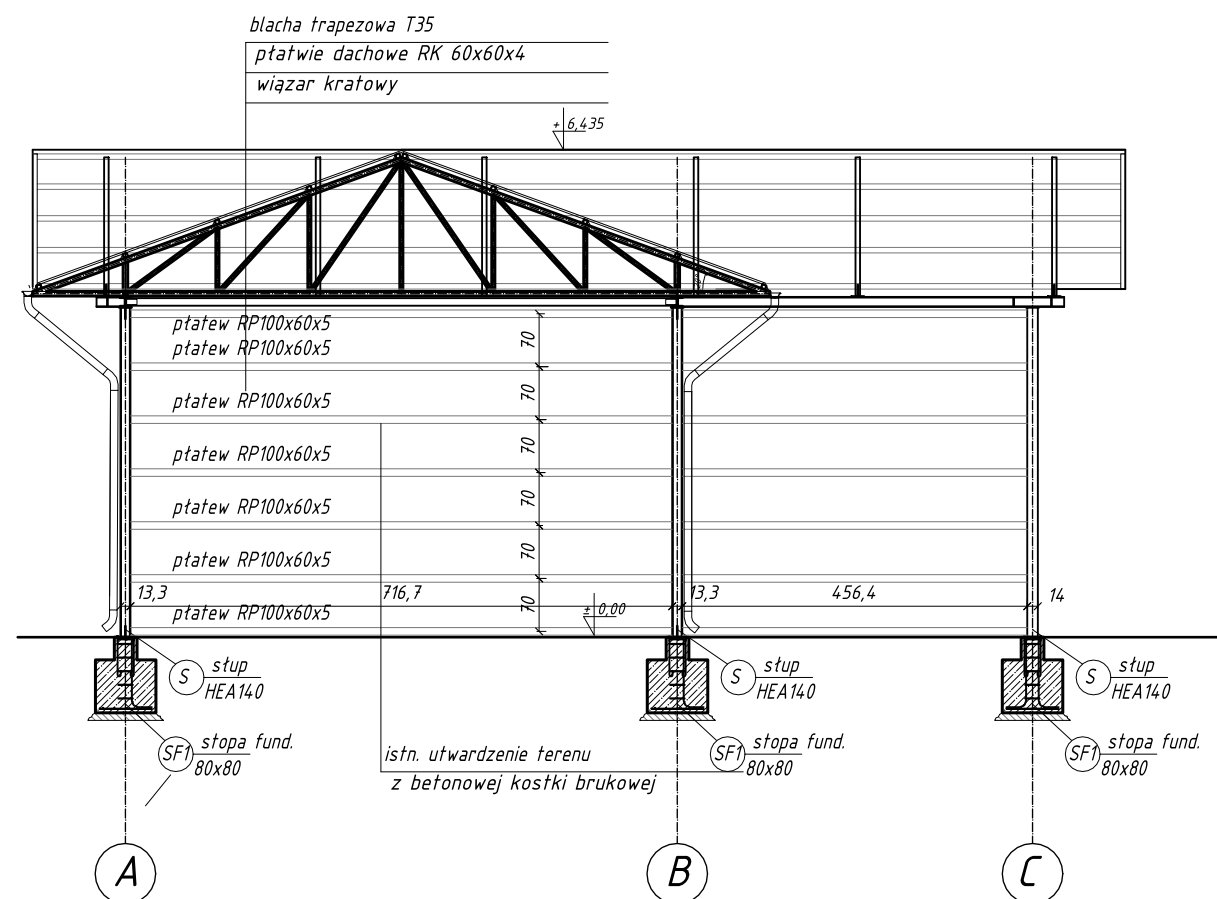 blacha trapezowa T35
płatwie dachowe RK 60x60x4
wiązar kratowy
+ 6,435
płatew RP100x60x5
płatew RP100x60x5
70
płatew RP100x60x5
70
płatew RP100x60x5
70
płatew RP100x60x5
70
płatew RP100x60x5
70
13,3
716,7
13,3
456,4
14
płatew RP100x60x5
70
± 0,00
S
słup
HEA140
S
słup
HEA140
S
słup
HEA140
SF1
stopa fund.
80x80
istn. utwardzenie terenu
z betonowej kostki brukowej
SF1
stopa fund.
80x80
SF1
stopa fund.
80x80
A
B
C